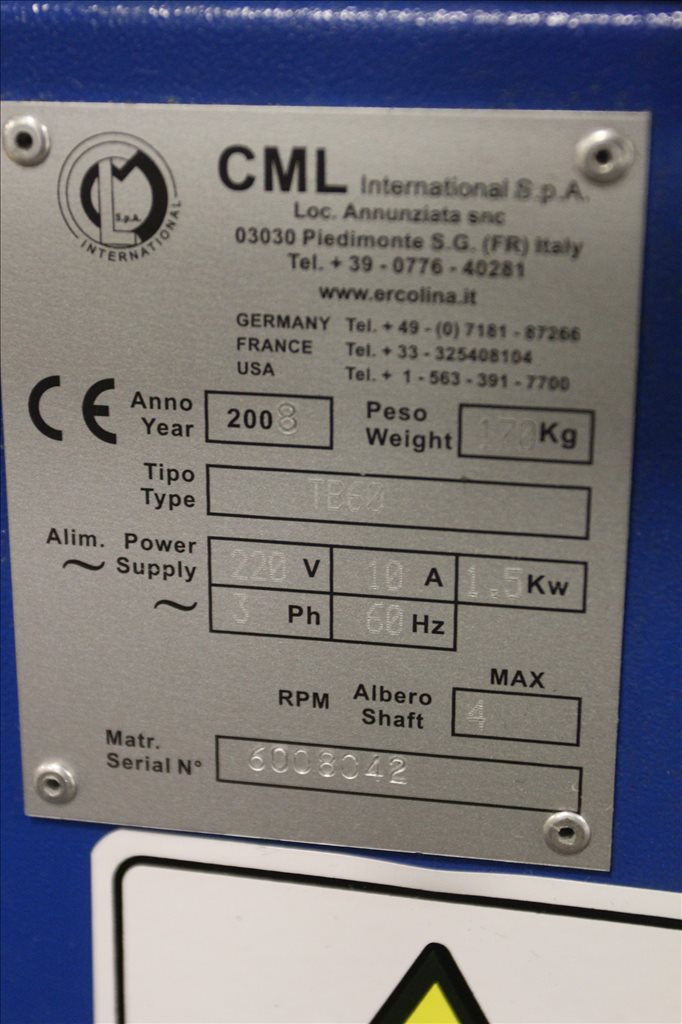 CML International S.p.A.
Loc. Annunziata snc
03030 Piedimonte S.G. (FR) Italy
Tel. + 39 - 0776 - 40281
www.ercolina.it
GERMANY Tel. + 49 - (0) 7181 - 87266
FRANCE Tel. + 33 - 325408104
USA Tel. + 1 - 563 - 391 - 7700
S.p.A.
INTERNATIONAL
CE Anno Year 2008 Peso Weight 170 Kg
Tipo
Type TB60
Alim. Power
~ Supply 220 V 10 A 1.5 Kw
~ 3 Ph 60 Hz
MAX
RPM Albero Shaft 4
Matr.
Serial N° 6008042